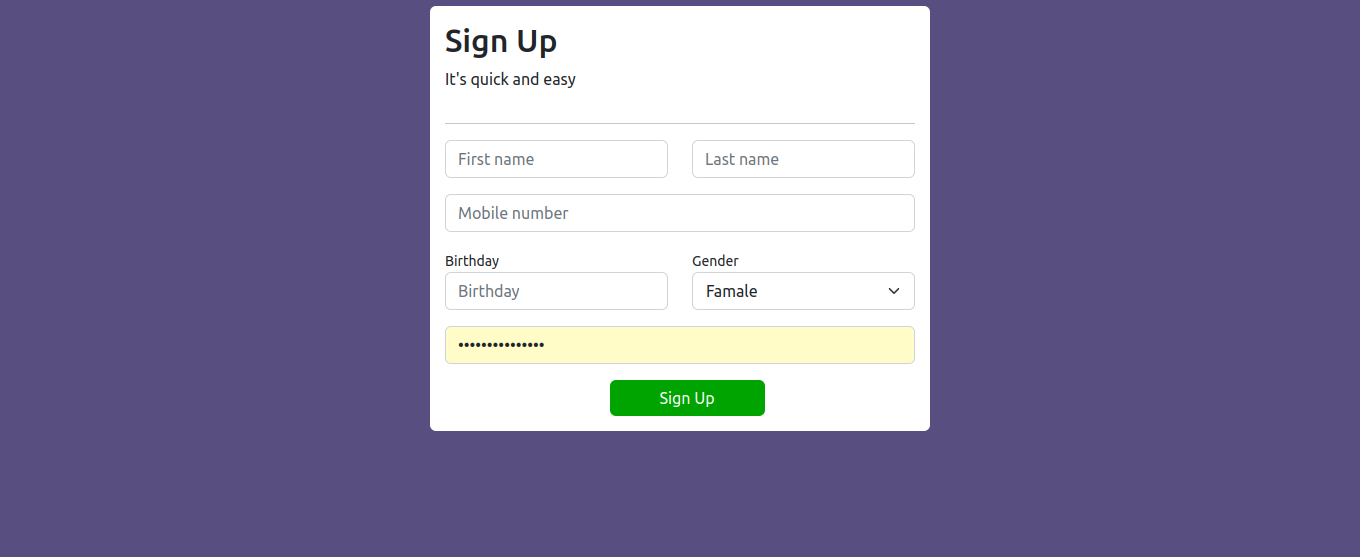 Sign Up
It's quick and easy
First name Last name
Mobile number
Birthday Gender
Birthday Famale
•••••••••••••••
Sign Up